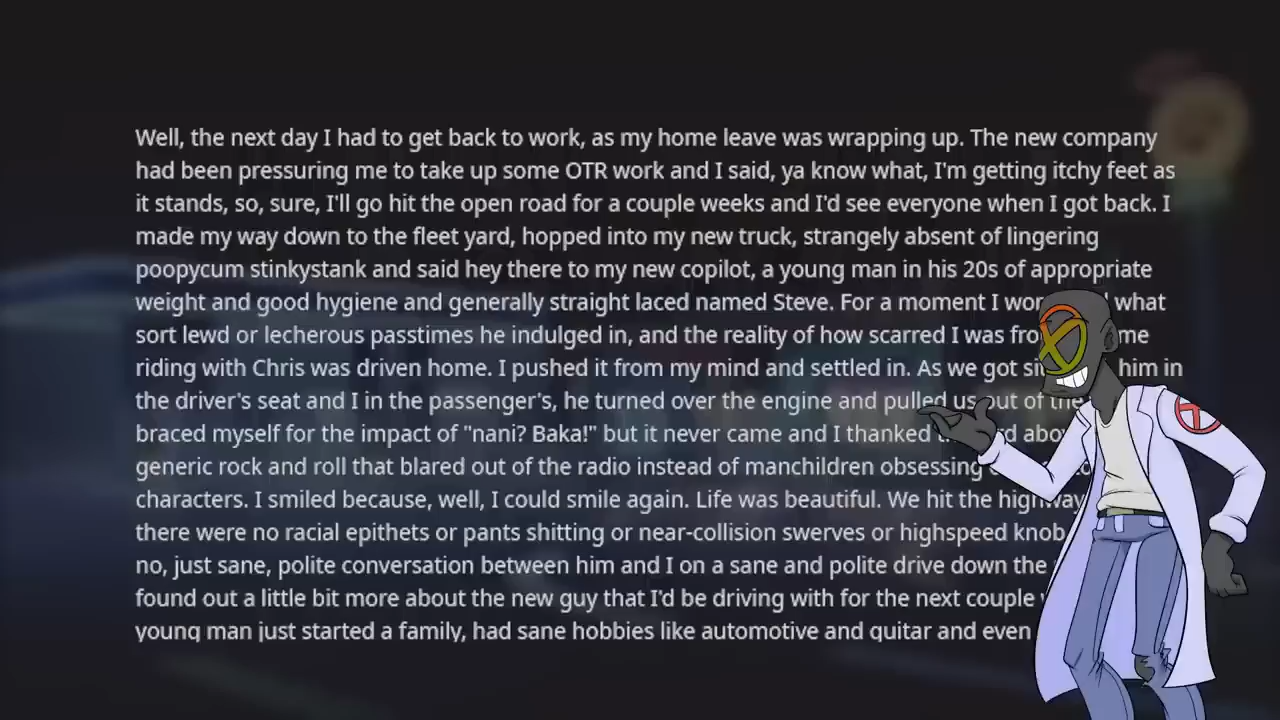 Well, the next day I had to get back to work, as my home leave was wrapping up. The new company
had been pressuring me to take up some OTR work and I said, ya know what, I'm getting itchy feet as
it stands, so, sure, I'll go hit the open road for a couple weeks and I'd see everyone when I got back. I
made my way down to the fleet yard, hopped into my new truck, strangely absent of lingering
poopycum stinkystank and said hey there to my new copilot, a young man in his 20s of appropriate
weight and good hygiene and generally straight laced named Steve. For a moment I what
sort lewd or lecherous passtimes he indulged in, and the reality of how scarred I was
riding with Chris was driven home. I pushed it from my mind and settled in. As we got him in
the driver's seat and I in the passenger's, he turned over the engine and pulled us out of the
braced myself for the impact of "nani? Baka!" but it never came and I thanked
generic rock and roll that blared out of the radio instead of manchildren obsessing
characters. I smiled because, well, I could smile again. Life was beautiful. We hit the highway
there were no racial epithets or pants shitting or near-collision swerves or highspeed
no, just sane, polite conversation between him and I on a sane and polite drive down the
found out a little bit more about the new guy that I'd be driving with for the next couple
young man just started a family, had sane hobbies like automotive and guitar and even